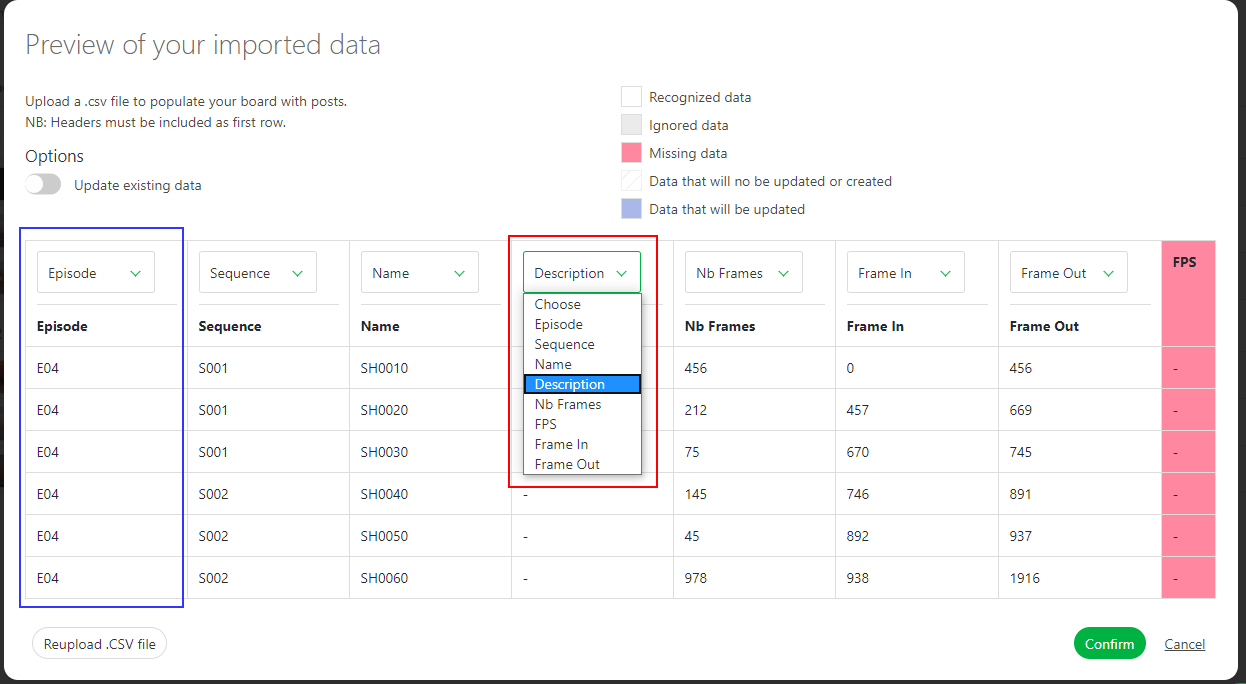 Preview of your imported data
Upload a .csv file to populate your board with posts.
NB: Headers must be included as first row.
Options
Update existing data
Recognized data
Ignored data
Missing data
Data that will no be updated or created
Data that will be updated
Episode Sequence Name Description Nb Frames Frame In Frame Out FPS
Choose
Episode
Sequence
Name
Description
Nb Frames
FPS
Frame In
Frame Out
Episode Sequence Name Nb Frames Frame In Frame Out
E04 S001 SH0010 456 0 456 -
E04 S001 SH0020 212 457 669 -
E04 S001 SH0030 75 670 745 -
E04 S002 SH0040 - 145 746 891 -
E04 S002 SH0050 - 45 892 937 -
E04 S002 SH0060 - 978 938 1916 -
Reupload .CSV file Confirm Cancel